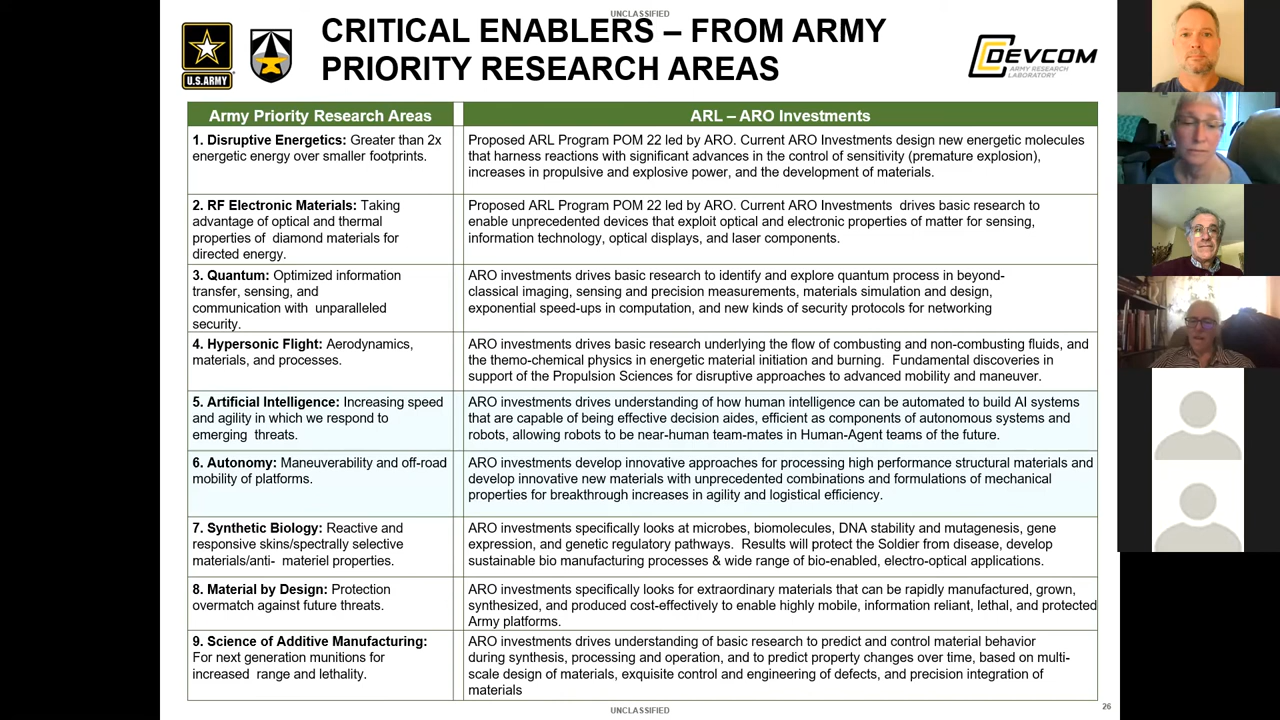 UNCLASSIFIED
CRITICAL ENABLERS – FROM ARMY
PRIORITY RESEARCH AREAS
U.S.ARMY
DEVCOM
ARMY RESEARCH
LABORATORY
Army Priority Research Areas
ARL – ARO Investments
1. Disruptive Energetics: Greater than 2x
energetic energy over smaller footprints.
Proposed ARL Program POM 22 led by ARO. Current ARO Investments design new energetic molecules
that harness reactions with significant advances in the control of sensitivity (premature explosion),
increases in propulsive and explosive power, and the development of materials.
2. RF Electronic Materials: Taking
advantage of optical and thermal
properties of diamond materials for
directed energy.
Proposed ARL Program POM 22 led by ARO. Current ARO Investments drives basic research to
enable unprecedented devices that exploit optical and electronic properties of matter for sensing,
information technology, optical displays, and laser components.
3. Quantum: Optimized information
transfer, sensing, and
communication with unparalleled
security.
ARO investments drives basic research to identify and explore quantum process in beyond-
classical imaging, sensing and precision measurements, materials simulation and design,
exponential speed-ups in computation, and new kinds of security protocols for networking
4. Hypersonic Flight: Aerodynamics,
materials, and processes.
ARO investments drives basic research underlying the flow of combusting and non-combusting fluids, and
the themo-chemical physics in energetic material initiation and burning. Fundamental discoveries in
support of the Propulsion Sciences for disruptive approaches to advanced mobility and maneuver.
5. Artificial Intelligence: Increasing speed
and agility in which we respond to
emerging threats.
ARO investments drives understanding of how human intelligence can be automated to build AI systems
that are capable of being effective decision aides, efficient as components of autonomous systems and
robots, allowing robots to be near-human team-mates in Human-Agent teams of the future.
6. Autonomy: Maneuverability and off-road
mobility of platforms.
ARO investments develop innovative approaches for processing high performance structural materials and
develop innovative new materials with unprecedented combinations and formulations of mechanical
properties for breakthrough increases in agility and logistical efficiency.
7. Synthetic Biology: Reactive and
responsive skins/spectrally selective
materials/anti- materiel properties.
ARO investments specifically looks at microbes, biomolecules, DNA stability and mutagenesis, gene
expression, and genetic regulatory pathways. Results will protect the Soldier from disease, develop
sustainable bio manufacturing processes & wide range of bio-enabled, electro-optical applications.
8. Material by Design: Protection
overmatch against future threats.
ARO investments specifically looks for extraordinary materials that can be rapidly manufactured, grown,
synthesized, and produced cost-effectively to enable highly mobile, information reliant, lethal, and protected
Army platforms.
9. Science of Additive Manufacturing:
For next generation munitions for
increased range and lethality.
ARO investments drives understanding of basic research to predict and control material behavior
during synthesis, processing and operation, and to predict property changes over time, based on multi-
scale design of materials, exquisite control and engineering of defects, and precision integration of
materials
UNCLASSIFIED
26